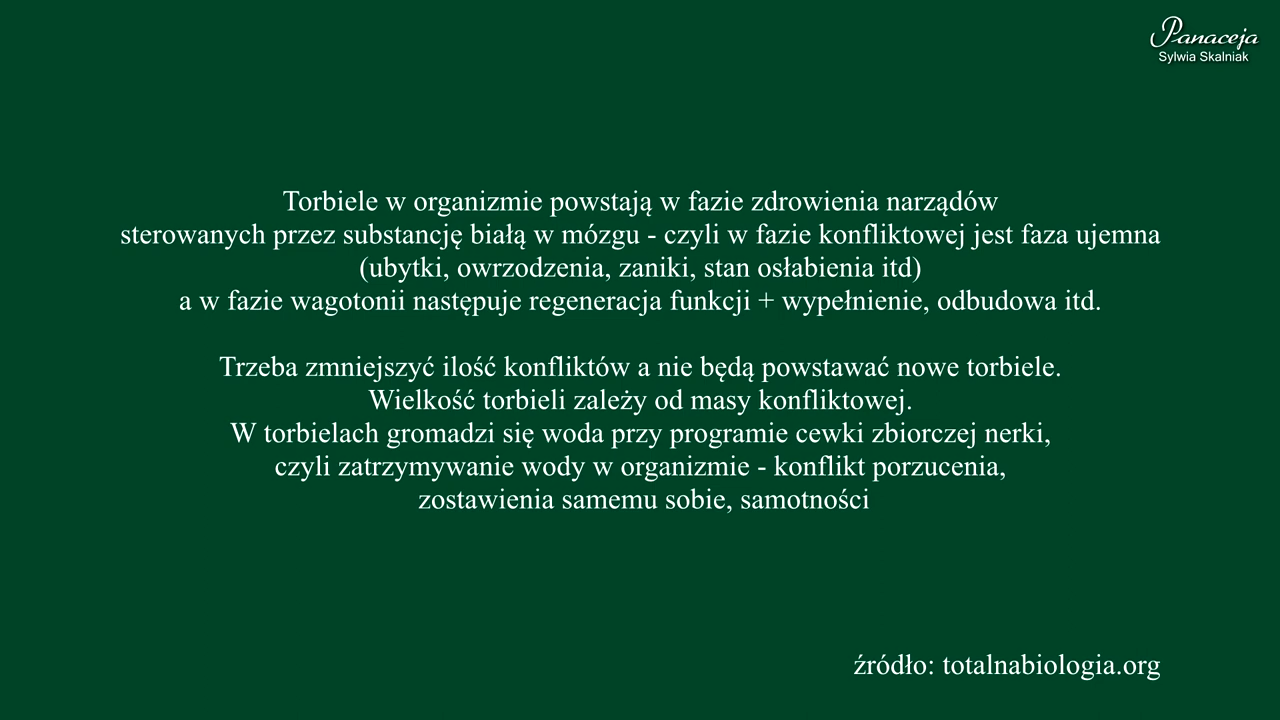 Panaceja
Sylwia Skalniak
Torbiele w organizmie powstają w fazie zdrowienia narządów
sterowanych przez substancję białą w mózgu - czyli w fazie konfliktowej jest faza ujemna
(ubytki, owrzodzenia, zaniki, stan osłabienia itd)
a w fazie wagotonii następuje regeneracja funkcji + wypełnienie, odbudowa itd.
Trzeba zmniejszyć ilość konfliktów a nie będą powstawać nowe torbiele.
Wielkość torbieli zależy od masy konfliktowej.
W torbielach gromadzi się woda przy programie cewki zbiorczej nerki,
czyli zatrzymywanie wody w organizmie - konflikt porzucenia,
zostawienia samemu sobie, samotności
źródło: totalnabiologia.org